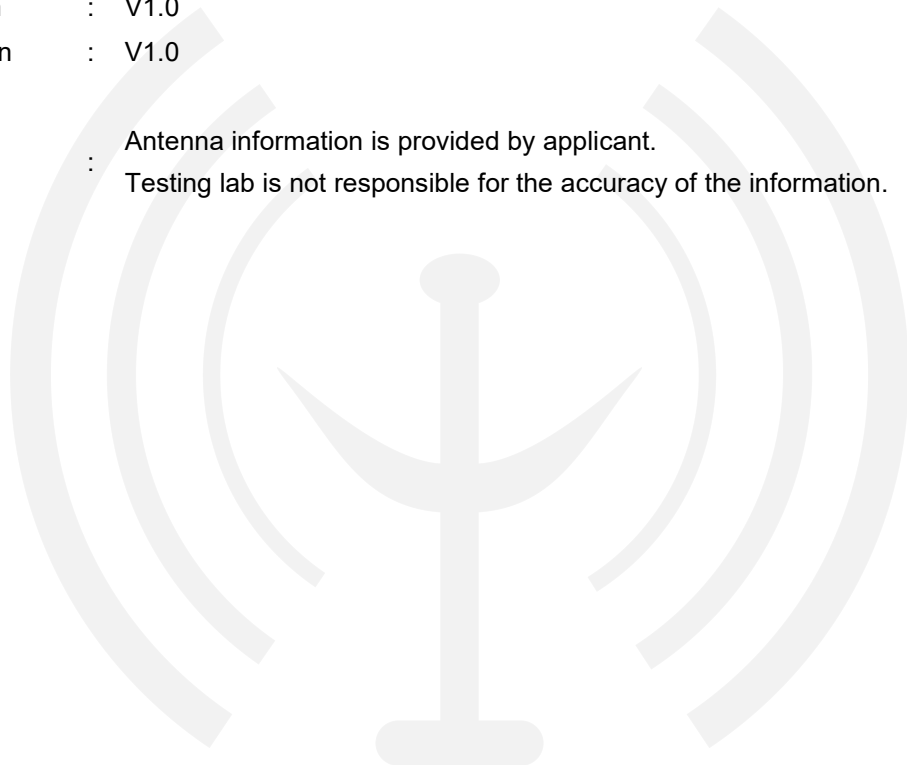 : V1.0
n : V1.0
Antenna information is provided by applicant.
:
Testing lab is not responsible for the accuracy of the information.